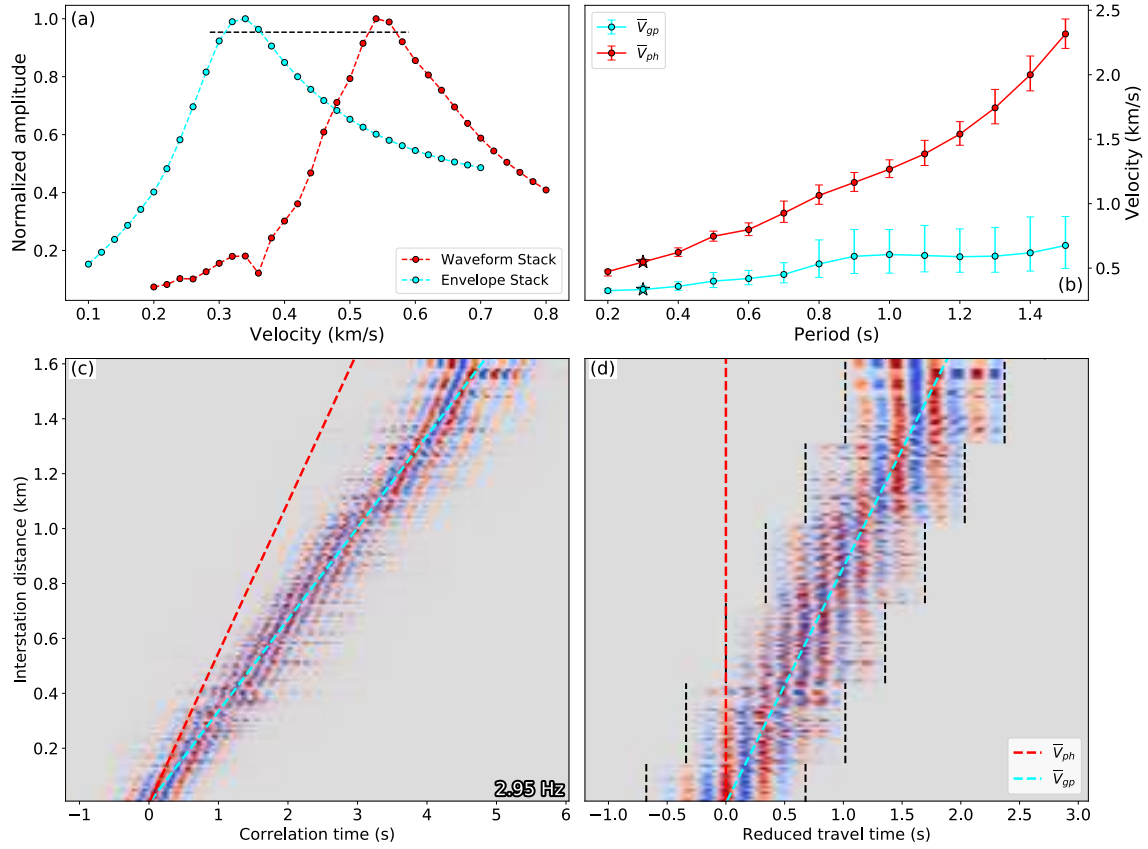 (a)
Normalized amplitude
1.0
0.8
0.6
0.4
0.2
Waveform Stack
Envelope Stack
0.1 0.2 0.3 0.4 0.5 0.6 0.7 0.8
Velocity (km/s)
V̅gp
V̅ph
2.5
2.0
1.5
1.0
0.5
Velocity (km/s)
(b)
0.2 0.4 0.6 0.8 1.0 1.2 1.4
Period (s)
(c)
Interstation distance (km)
1.6
1.4
1.2
1.0
0.8
0.6
0.4
0.2
2.95 Hz
−1 0 1 2 3 4 5 6
Correlation time (s)
(d)
V̅ph
V̅gp
−1.0 −0.5 0.0 0.5 1.0 1.5 2.0 2.5 3.0
Reduced travel time (s)